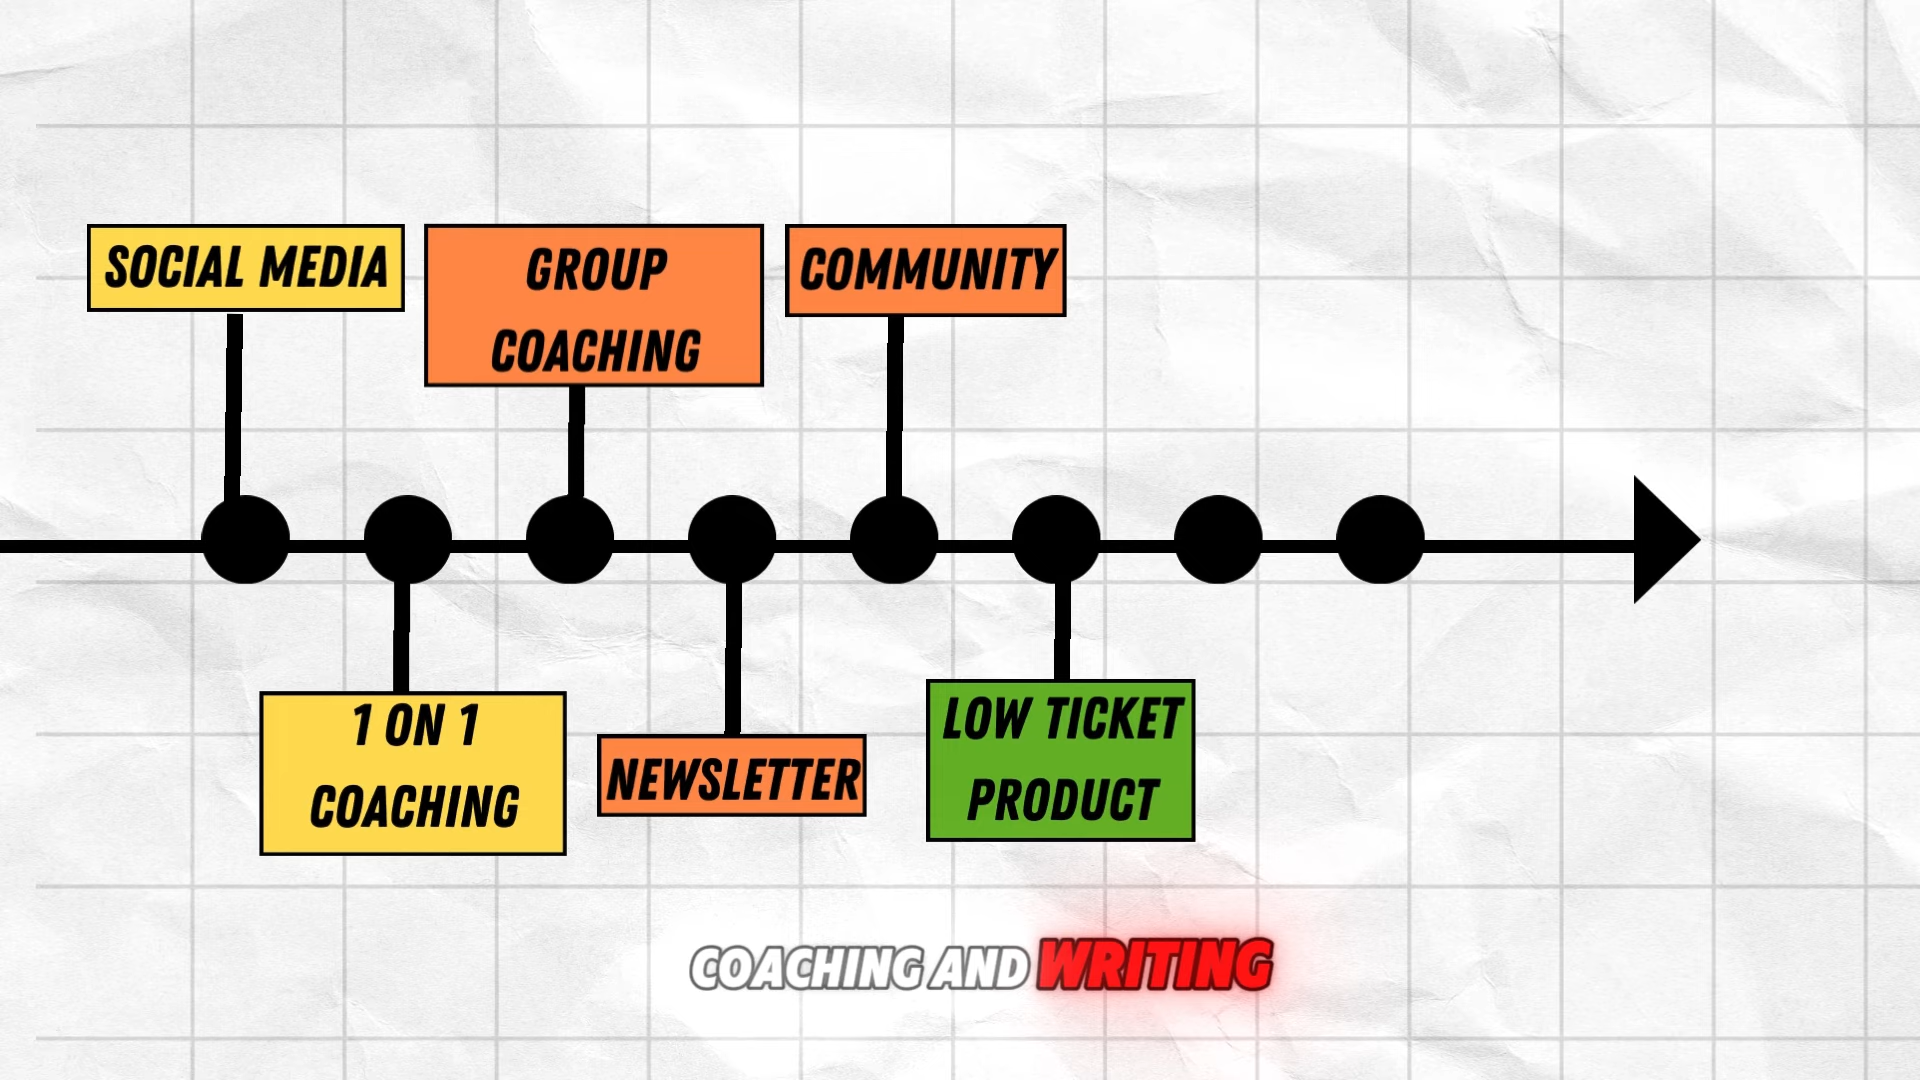 SOCIAL MEDIA
GROUP
COACHING
COMMUNITY
1 ON 1
COACHING
NEWSLETTER
LOW TICKET
PRODUCT
COACHING AND WRITING